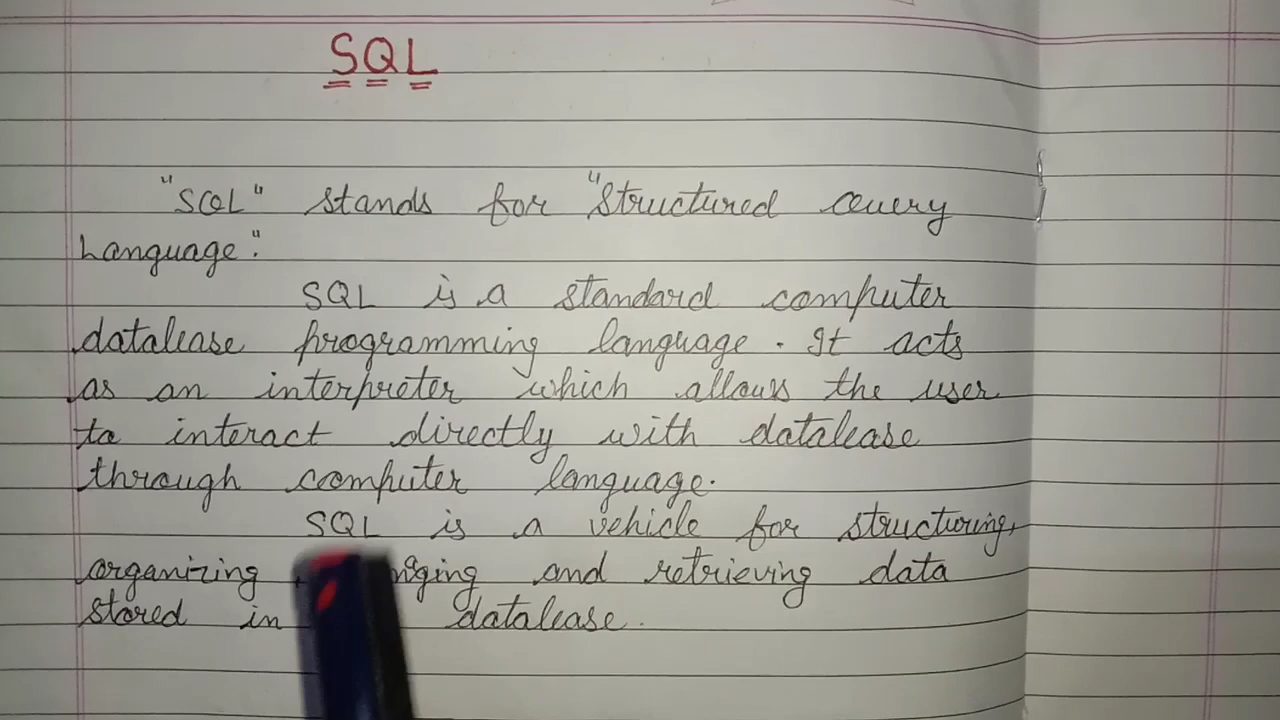 SQL
"SQL" stands for "Structured Query
Language".
SQL is a standard computer
database programming language. It acts
as an interpreter which allows the user
to interact directly with database
through computer language.
SQL is a vehicle for structuring,
organizing, and retrieving data
stored in database.